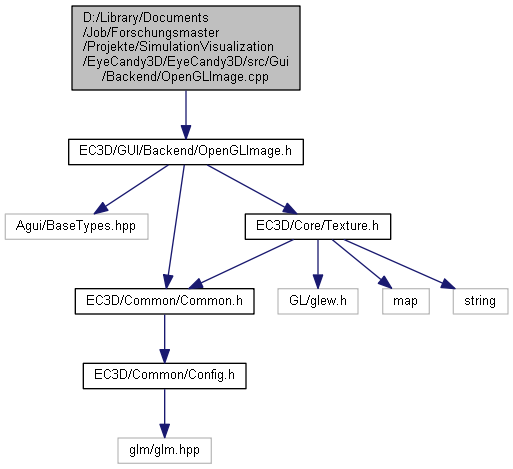 D:/Library/Documents
/Job/Forschungsmaster
/Projekte/SimulationVisualization
/EyeCandy3D/EyeCandy3D/src/Gui
/Backend/OpenGLImage.cpp
EC3D/GUI/Backend/OpenGLImage.h
Agui/BaseTypes.hpp
EC3D/Core/Texture.h
EC3D/Common/Common.h
GL/glew.h
map
string
EC3D/Common/Config.h
glm/glm.hpp